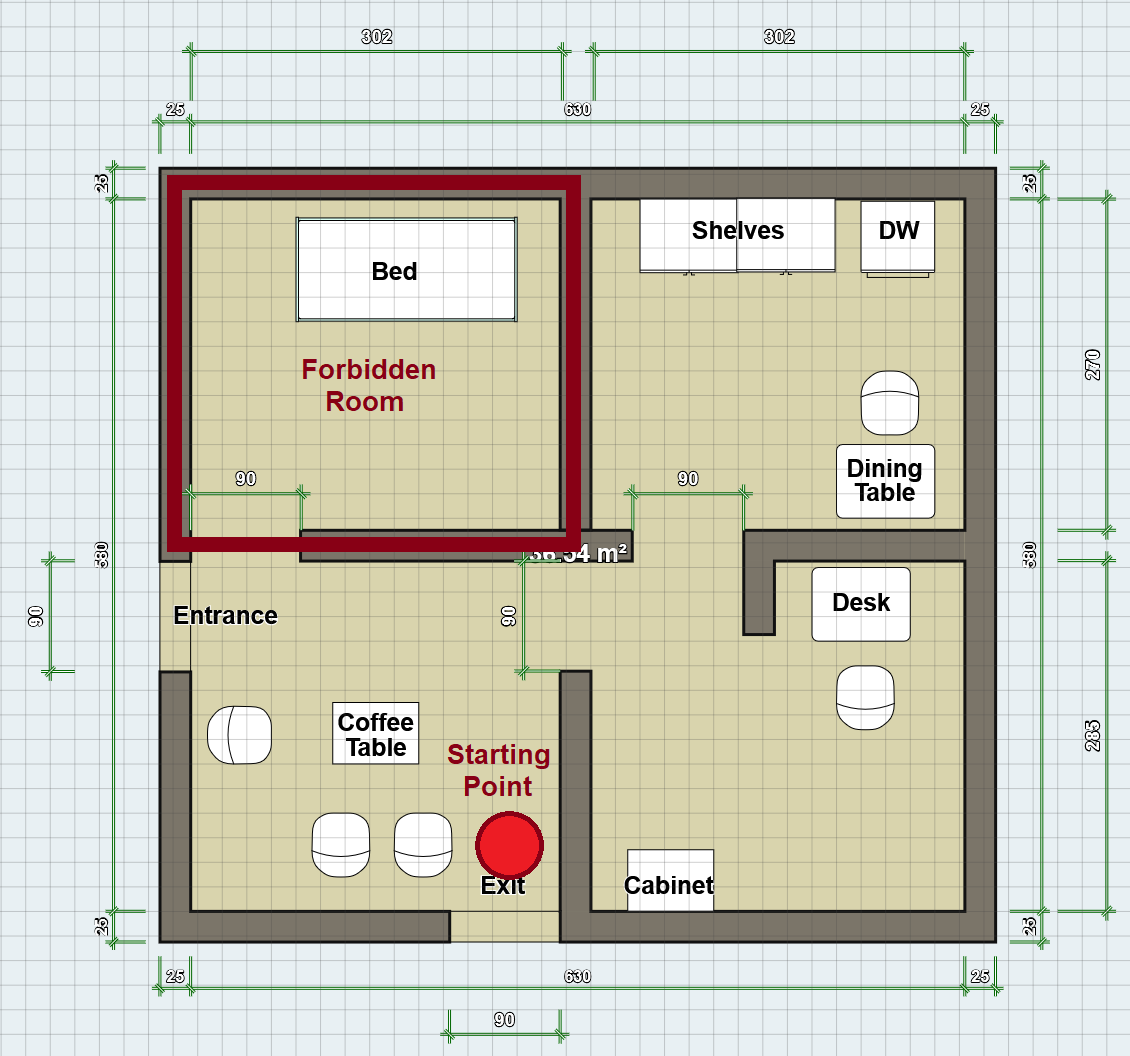 302
302
25
630
25
25
25
Shelves
DW
Bed
Forbidden
Room
270
Dining
Table
90
90
580
580
36.54 m²
Desk
Entrance
90
90
Coffee
Table
285
Starting
Point
Exit
Cabinet
25
25
25
630
25
90